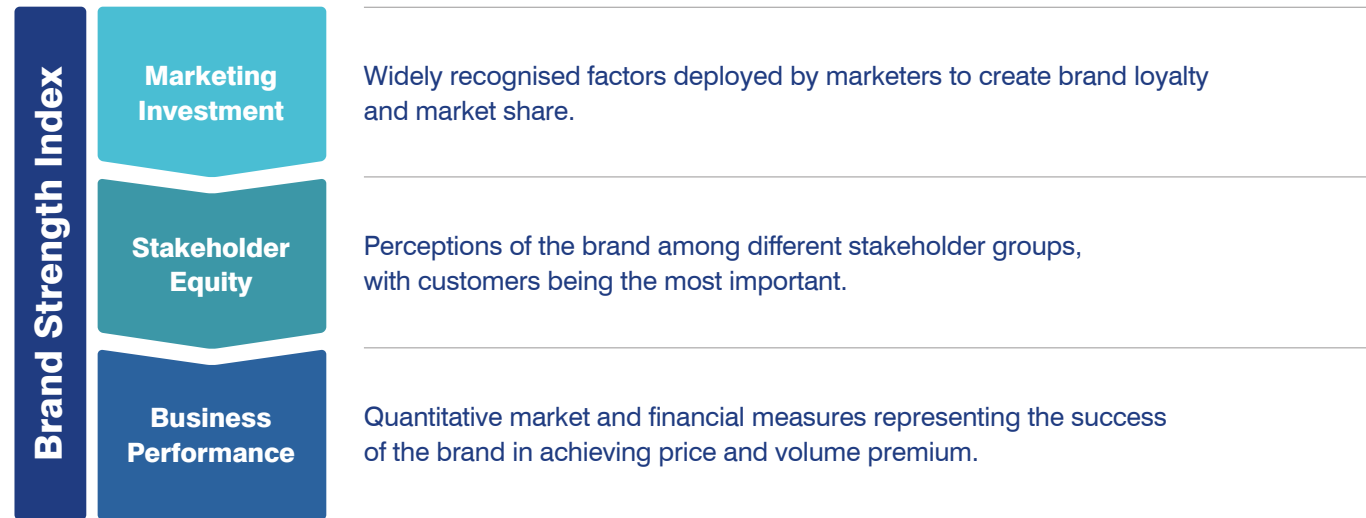 Brand Strength Index
Marketing
Investment
Widely recognised factors deployed by marketers to create brand loyalty
and market share.
Stakeholder
Equity
Perceptions of the brand among different stakeholder groups,
with customers being the most important.
Business
Performance
Quantitative market and financial measures representing the success
of the brand in achieving price and volume premium.